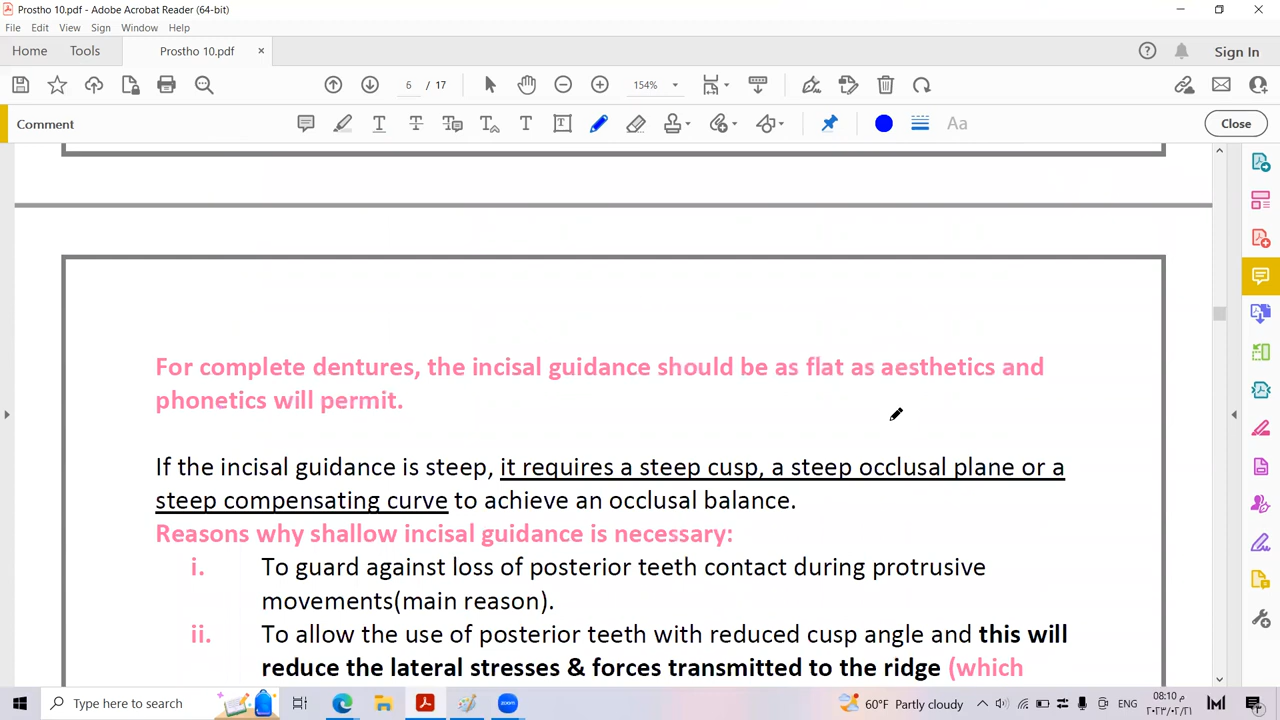 Prostho 10.pdf - Adobe Acrobat Reader (64-bit)
File Edit View Sign Window Help
Home Tools Prostho 10.pdf × Sign In
6 / 17 154%
Comment Close
For complete dentures, the incisal guidance should be as flat as aesthetics and
phonetics will permit.
If the incisal guidance is steep, it requires a steep cusp, a steep occlusal plane or a
steep compensating curve to achieve an occlusal balance.
Reasons why shallow incisal guidance is necessary:
i. To guard against loss of posterior teeth contact during protrusive
movements(main reason).
ii. To allow the use of posterior teeth with reduced cusp angle and this will
reduce the lateral stresses & forces transmitted to the ridge (which
Type here to search 60°F Partly cloudy ENG 08:10 م
zoom